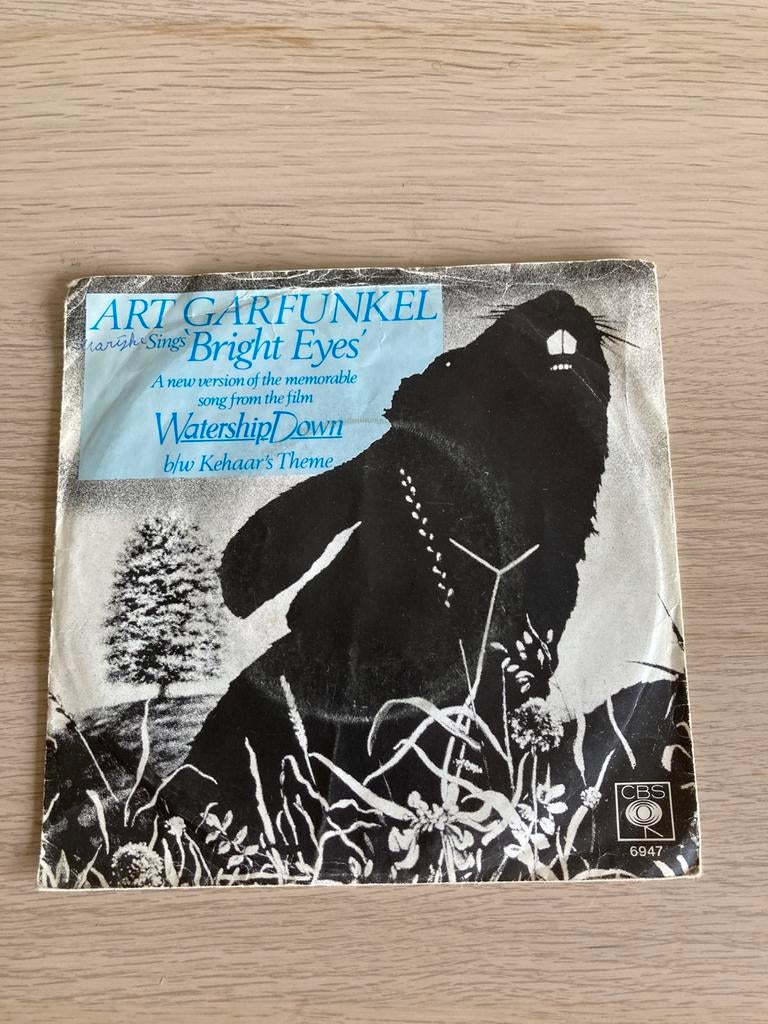 ART GARFUNKEL
Marijke Sings 'Bright Eyes'
A new version of the memorable
song from the film
Watership Down
b/w Kehaar's Theme
CBS
6947